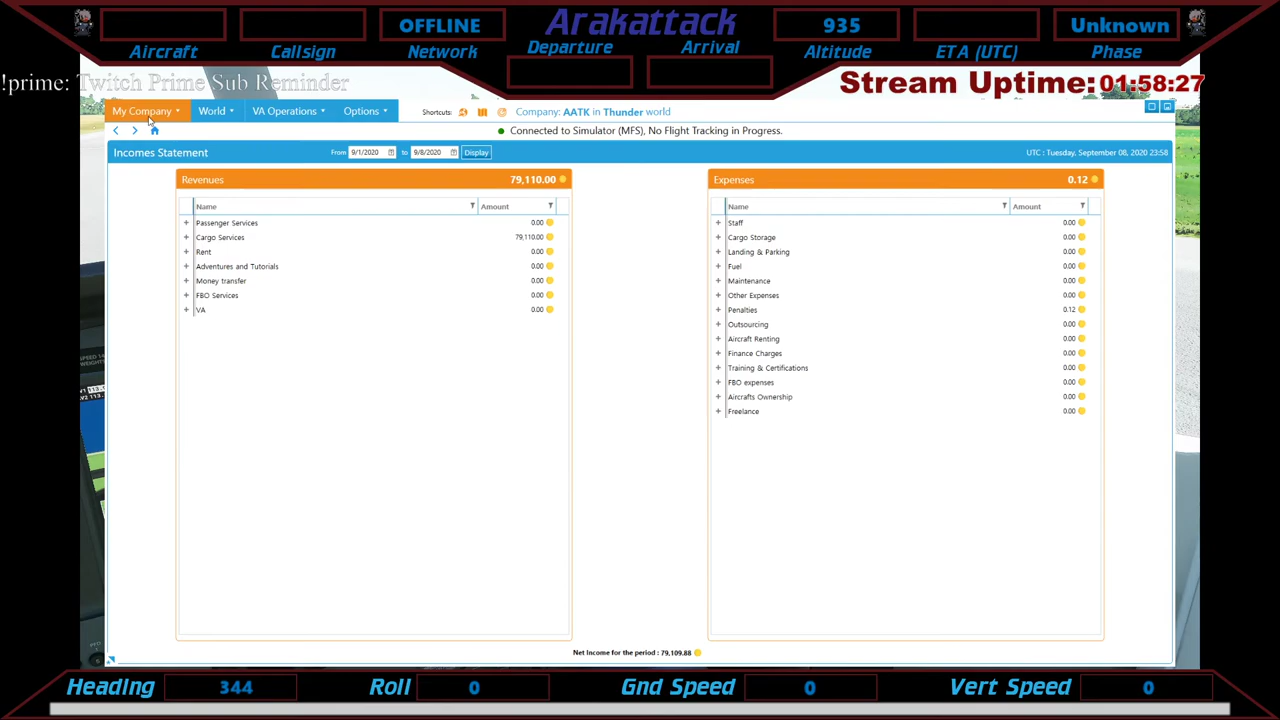 OFFLINE Arakattack 935 Unknown
Aircraft Callsign Network Departure Arrival Altitude ETA (UTC) Phase
!prime: Twitch Prime Sub Reminder
Stream Uptime: 01:58:27
My Company World VA Operations Options Shortcuts: Company: AATK in Thunder world
Connected to Simulator (MFS), No Flight Tracking in Progress.
Incomes Statement From 9/1/2020 to 9/8/2020 Display UTC : Tuesday, September 08, 2020 23:58
Revenues 79,110.00
Name Amount
Passenger Services 0.00
Cargo Services 79,110.00
Rent 0.00
Adventures and Tutorials 0.00
Money transfer 0.00
FBO Services 0.00
VA 0.00
Expenses 0.12
Name Amount
Staff 0.00
Cargo Storage 0.00
Landing & Parking 0.00
Fuel 0.00
Maintenance 0.00
Other Expenses 0.00
Penalties 0.12
Outsourcing 0.00
Aircraft Renting 0.00
Finance Charges 0.00
Training & Certifications 0.00
FBO expenses 0.00
Aircrafts Ownership 0.00
Freelance 0.00
Net Income for the period : 79,109.88
Heading 344 Roll 0 Gnd Speed 0 Vert Speed 0